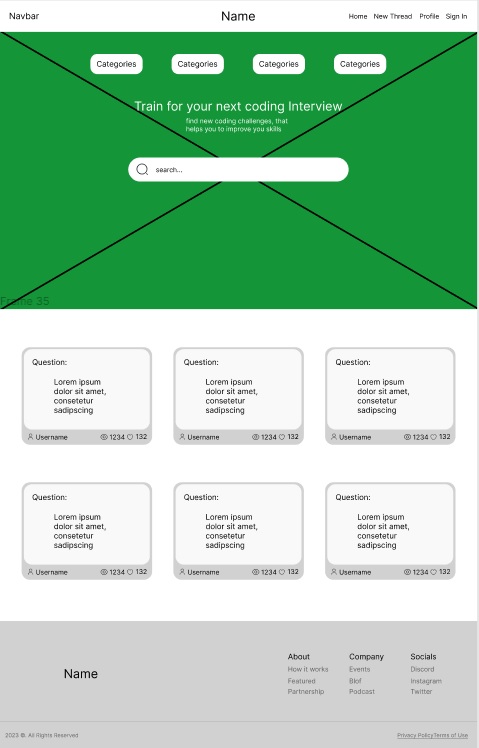 Navbar Name Home New Thread Profile Sign In
Categories Categories Categories Categories
Train for your next coding Interview
find new coding challenges, that
helps you to improve you skills
search...
Frame 35
Question: Question: Question:
Lorem ipsum Lorem ipsum Lorem ipsum
dolor sit amet, dolor sit amet, dolor sit amet,
consetetur consetetur consetetur
sadipscing sadipscing sadipscing
Username 1234 132 Username 1234 132 Username 1234 132
Question: Question: Question:
Lorem ipsum Lorem ipsum Lorem ipsum
dolor sit amet, dolor sit amet, dolor sit amet,
consetetur consetetur consetetur
sadipscing sadipscing sadipscing
Username 1234 132 Username 1234 132 Username 1234 132
Name
About Company Socials
How it works Events Discord
Featured Blof Instagram
Partnership Podcast Twitter
2023 ©. All Rights Reserved Privacy PolicyTerms of Use